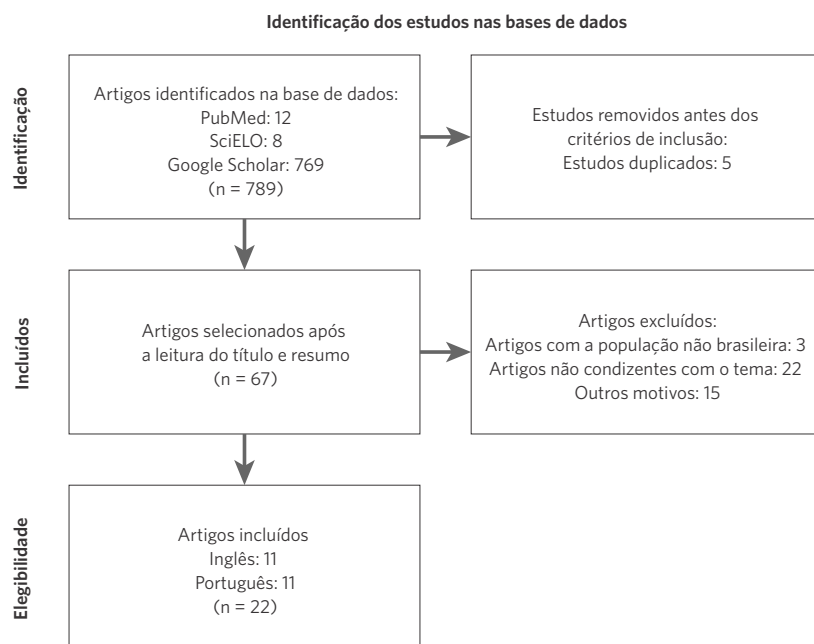 Identificação dos estudos nas bases de dados
Identificação
Artigos identificados na base de dados:
PubMed: 12
SciELO: 8
Google Scholar: 769
(n = 789)
Estudos removidos antes dos
critérios de inclusão:
Estudos duplicados: 5
Incluídos
Artigos selecionados após
a leitura do título e resumo
(n = 67)
Artigos excluídos:
Artigos com a população não brasileira: 3
Artigos não condizentes com o tema: 22
Outros motivos: 15
Elegibilidade
Artigos incluídos
Inglês: 11
Português: 11
(n = 22)